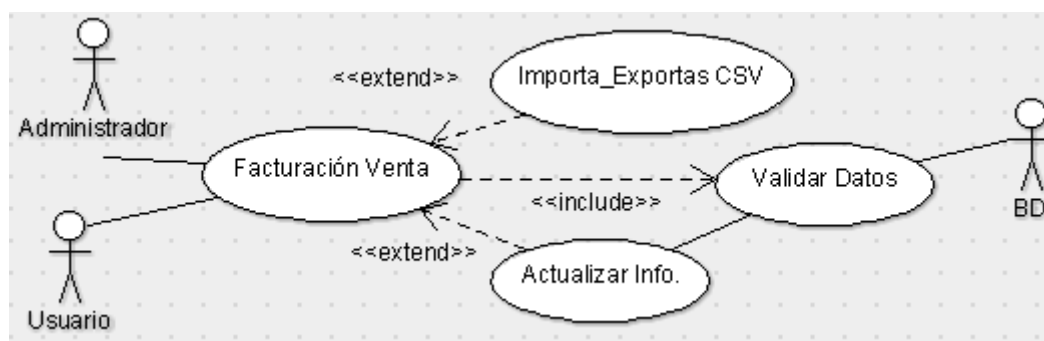 <<extend>>
Importa_Exportas CSV
Administrador
Facturación Venta
Validar Datos
<<include>>
BD
<<extend>>
Actualizar Info.
Usuario